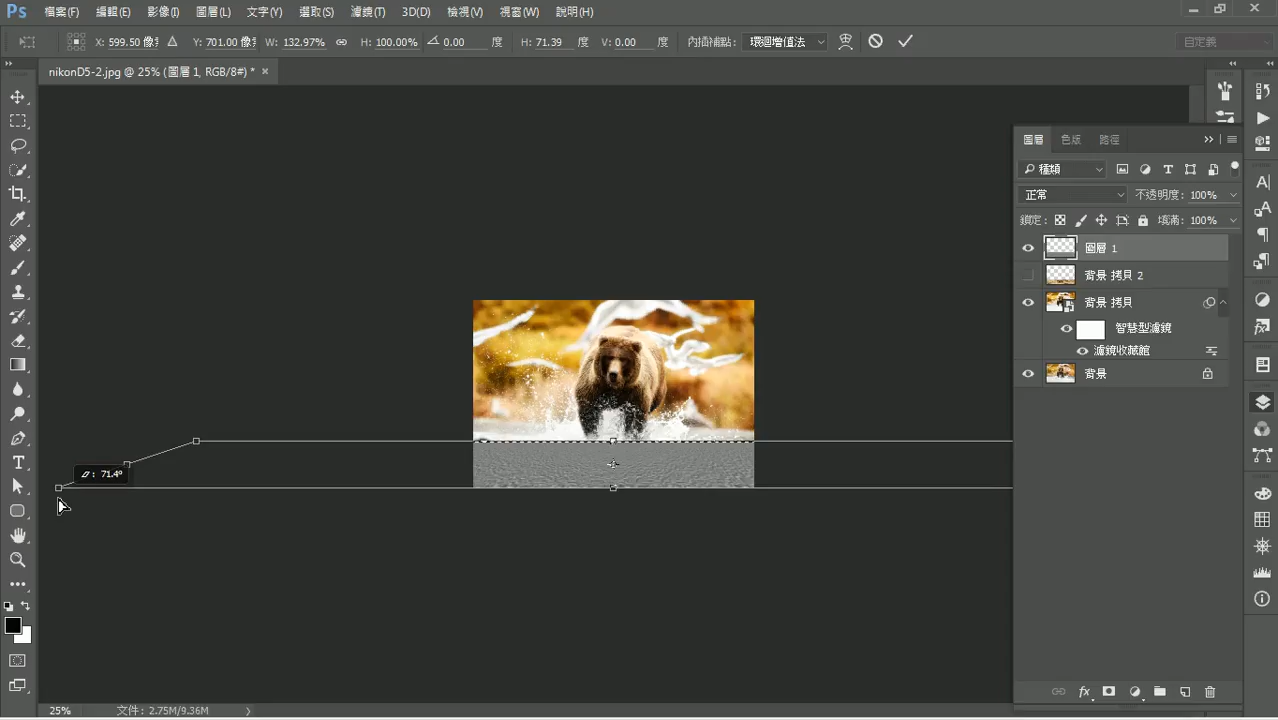 Ps 檔案(F) 編輯(E) 影像(I) 圖層(L) 文字(Y) 選取(S) 濾鏡(T) 3D(D) 檢視(V) 視窗(W) 說明(H)
X: 599.50 像素 Y: 701.00 像素 W: 132.97% H: 100.00% 0.00 度 H: 71.39 度 V: 0.00 度 內插補點: 環迴增值法 自定義
nikonD5-2.jpg @ 25% (圖層 1, RGB/8#) * ×
圖層 色版 路徑
種類
正常 不透明度: 100%
鎖定: 填滿: 100%
圖層 1
背景 拷貝 2
背景 拷貝
智慧型濾鏡
濾鏡收藏館
背景
: 71.4°
fx
25% 文件: 2.75M/9.36M